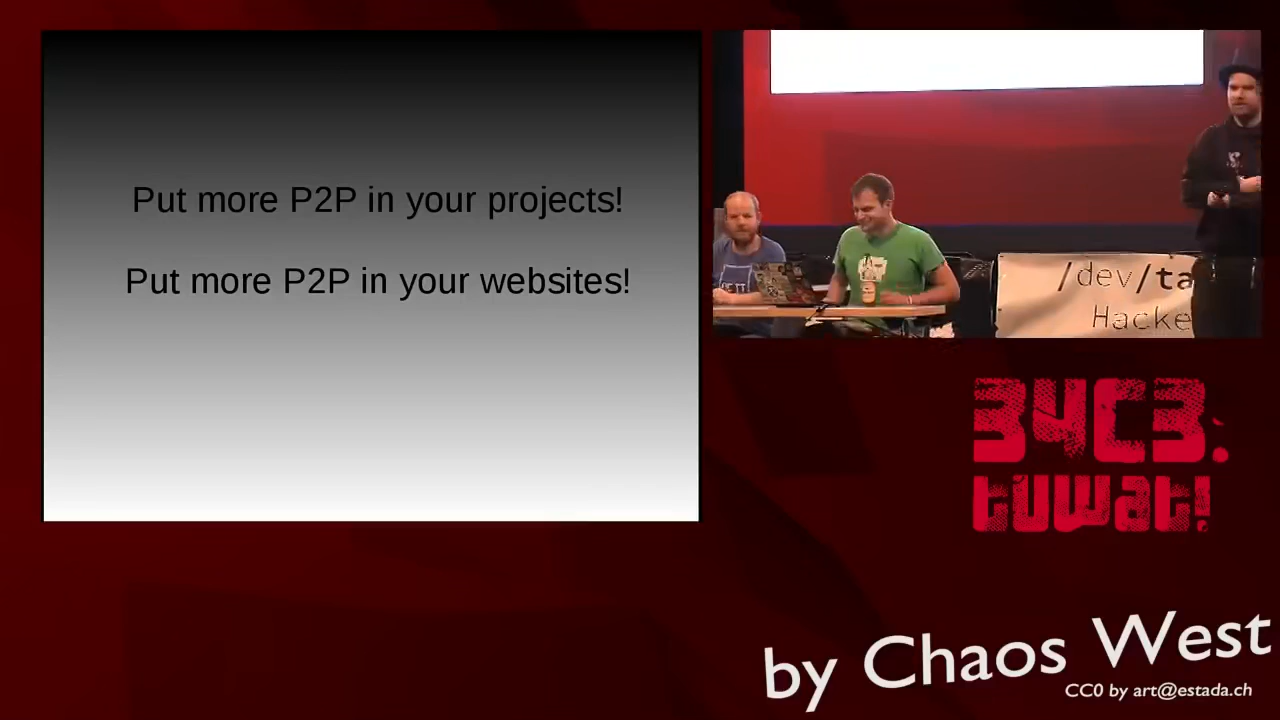 Put more P2P in your projects!
Put more P2P in your websites!
/dev/ta
Hacke
34C3.
tuwat!
by Chaos West
CC0 by art@estada.ch